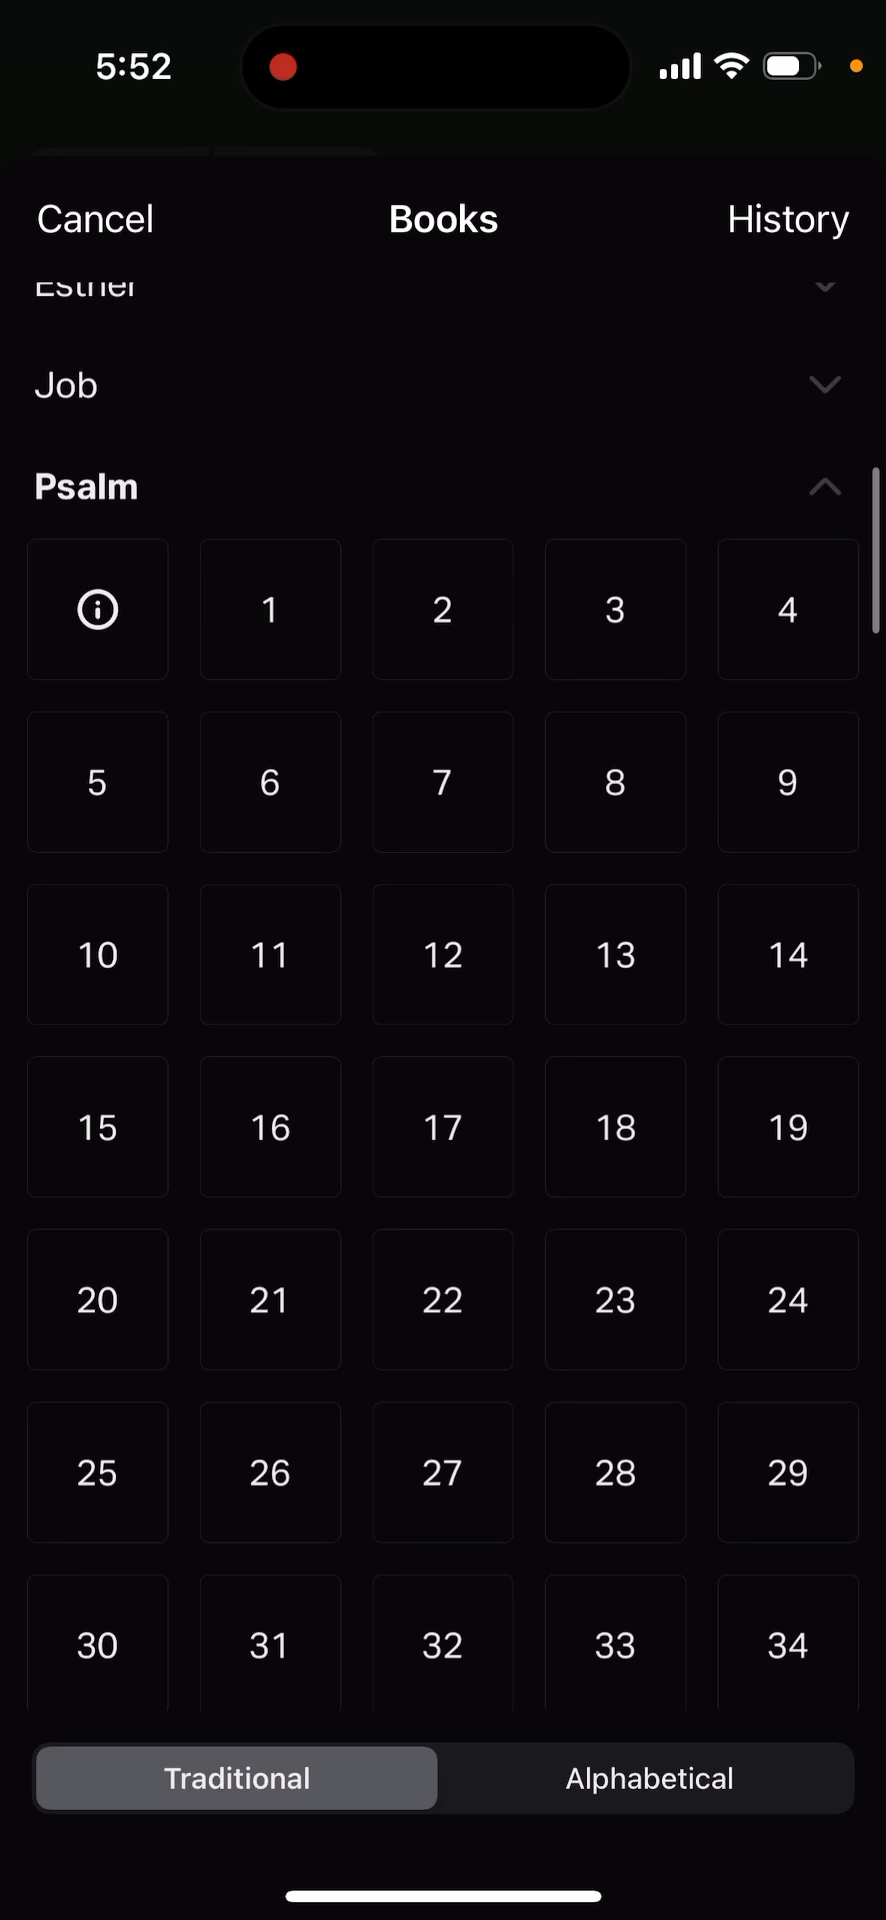 5:52
Cancel Books History
Esther
Job
Psalm
1 2 3 4
5 6 7 8 9
10 11 12 13 14
15 16 17 18 19
20 21 22 23 24
25 26 27 28 29
30 31 32 33 34
Traditional Alphabetical